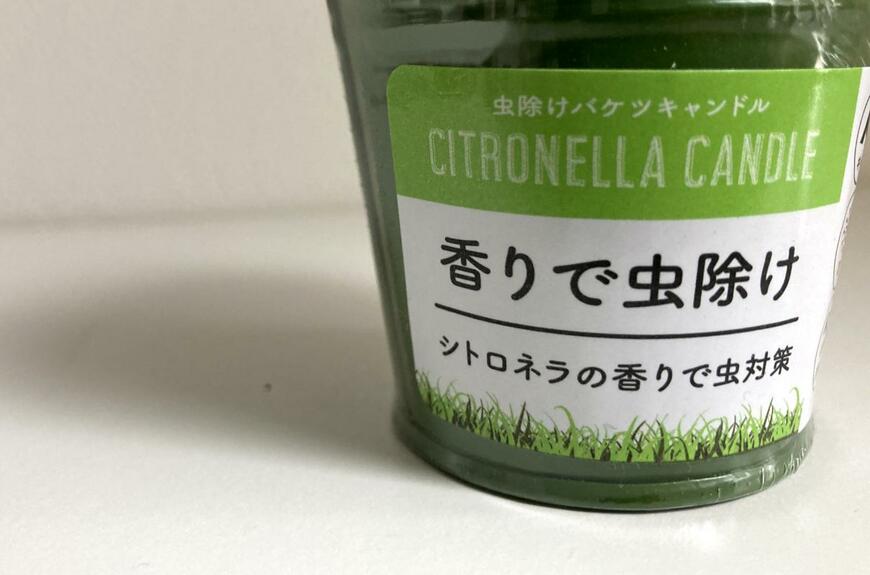 虫除けバケツキャンドル
CITRONELLA CANDLE
香りで虫除け
シトロネラの香りで虫対策